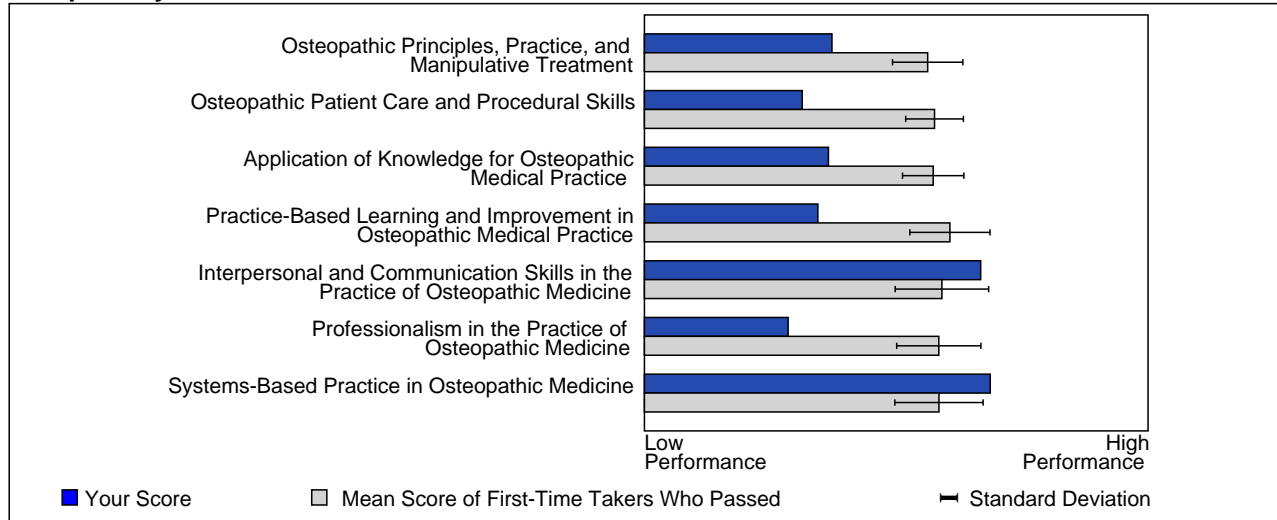 Osteopathic Principles, Practice, and
Manipulative Treatment
Osteopathic Patient Care and Procedural Skills
Application of Knowledge for Osteopathic
Medical Practice
Practice-Based Learning and Improvement in
Osteopathic Medical Practice
Interpersonal and Communication Skills in the
Practice of Osteopathic Medicine
Professionalism in the Practice of
Osteopathic Medicine
Systems-Based Practice in Osteopathic Medicine
Low
Performance
High
Performance
Your Score
Mean Score of First-Time Takers Who Passed
Standard Deviation